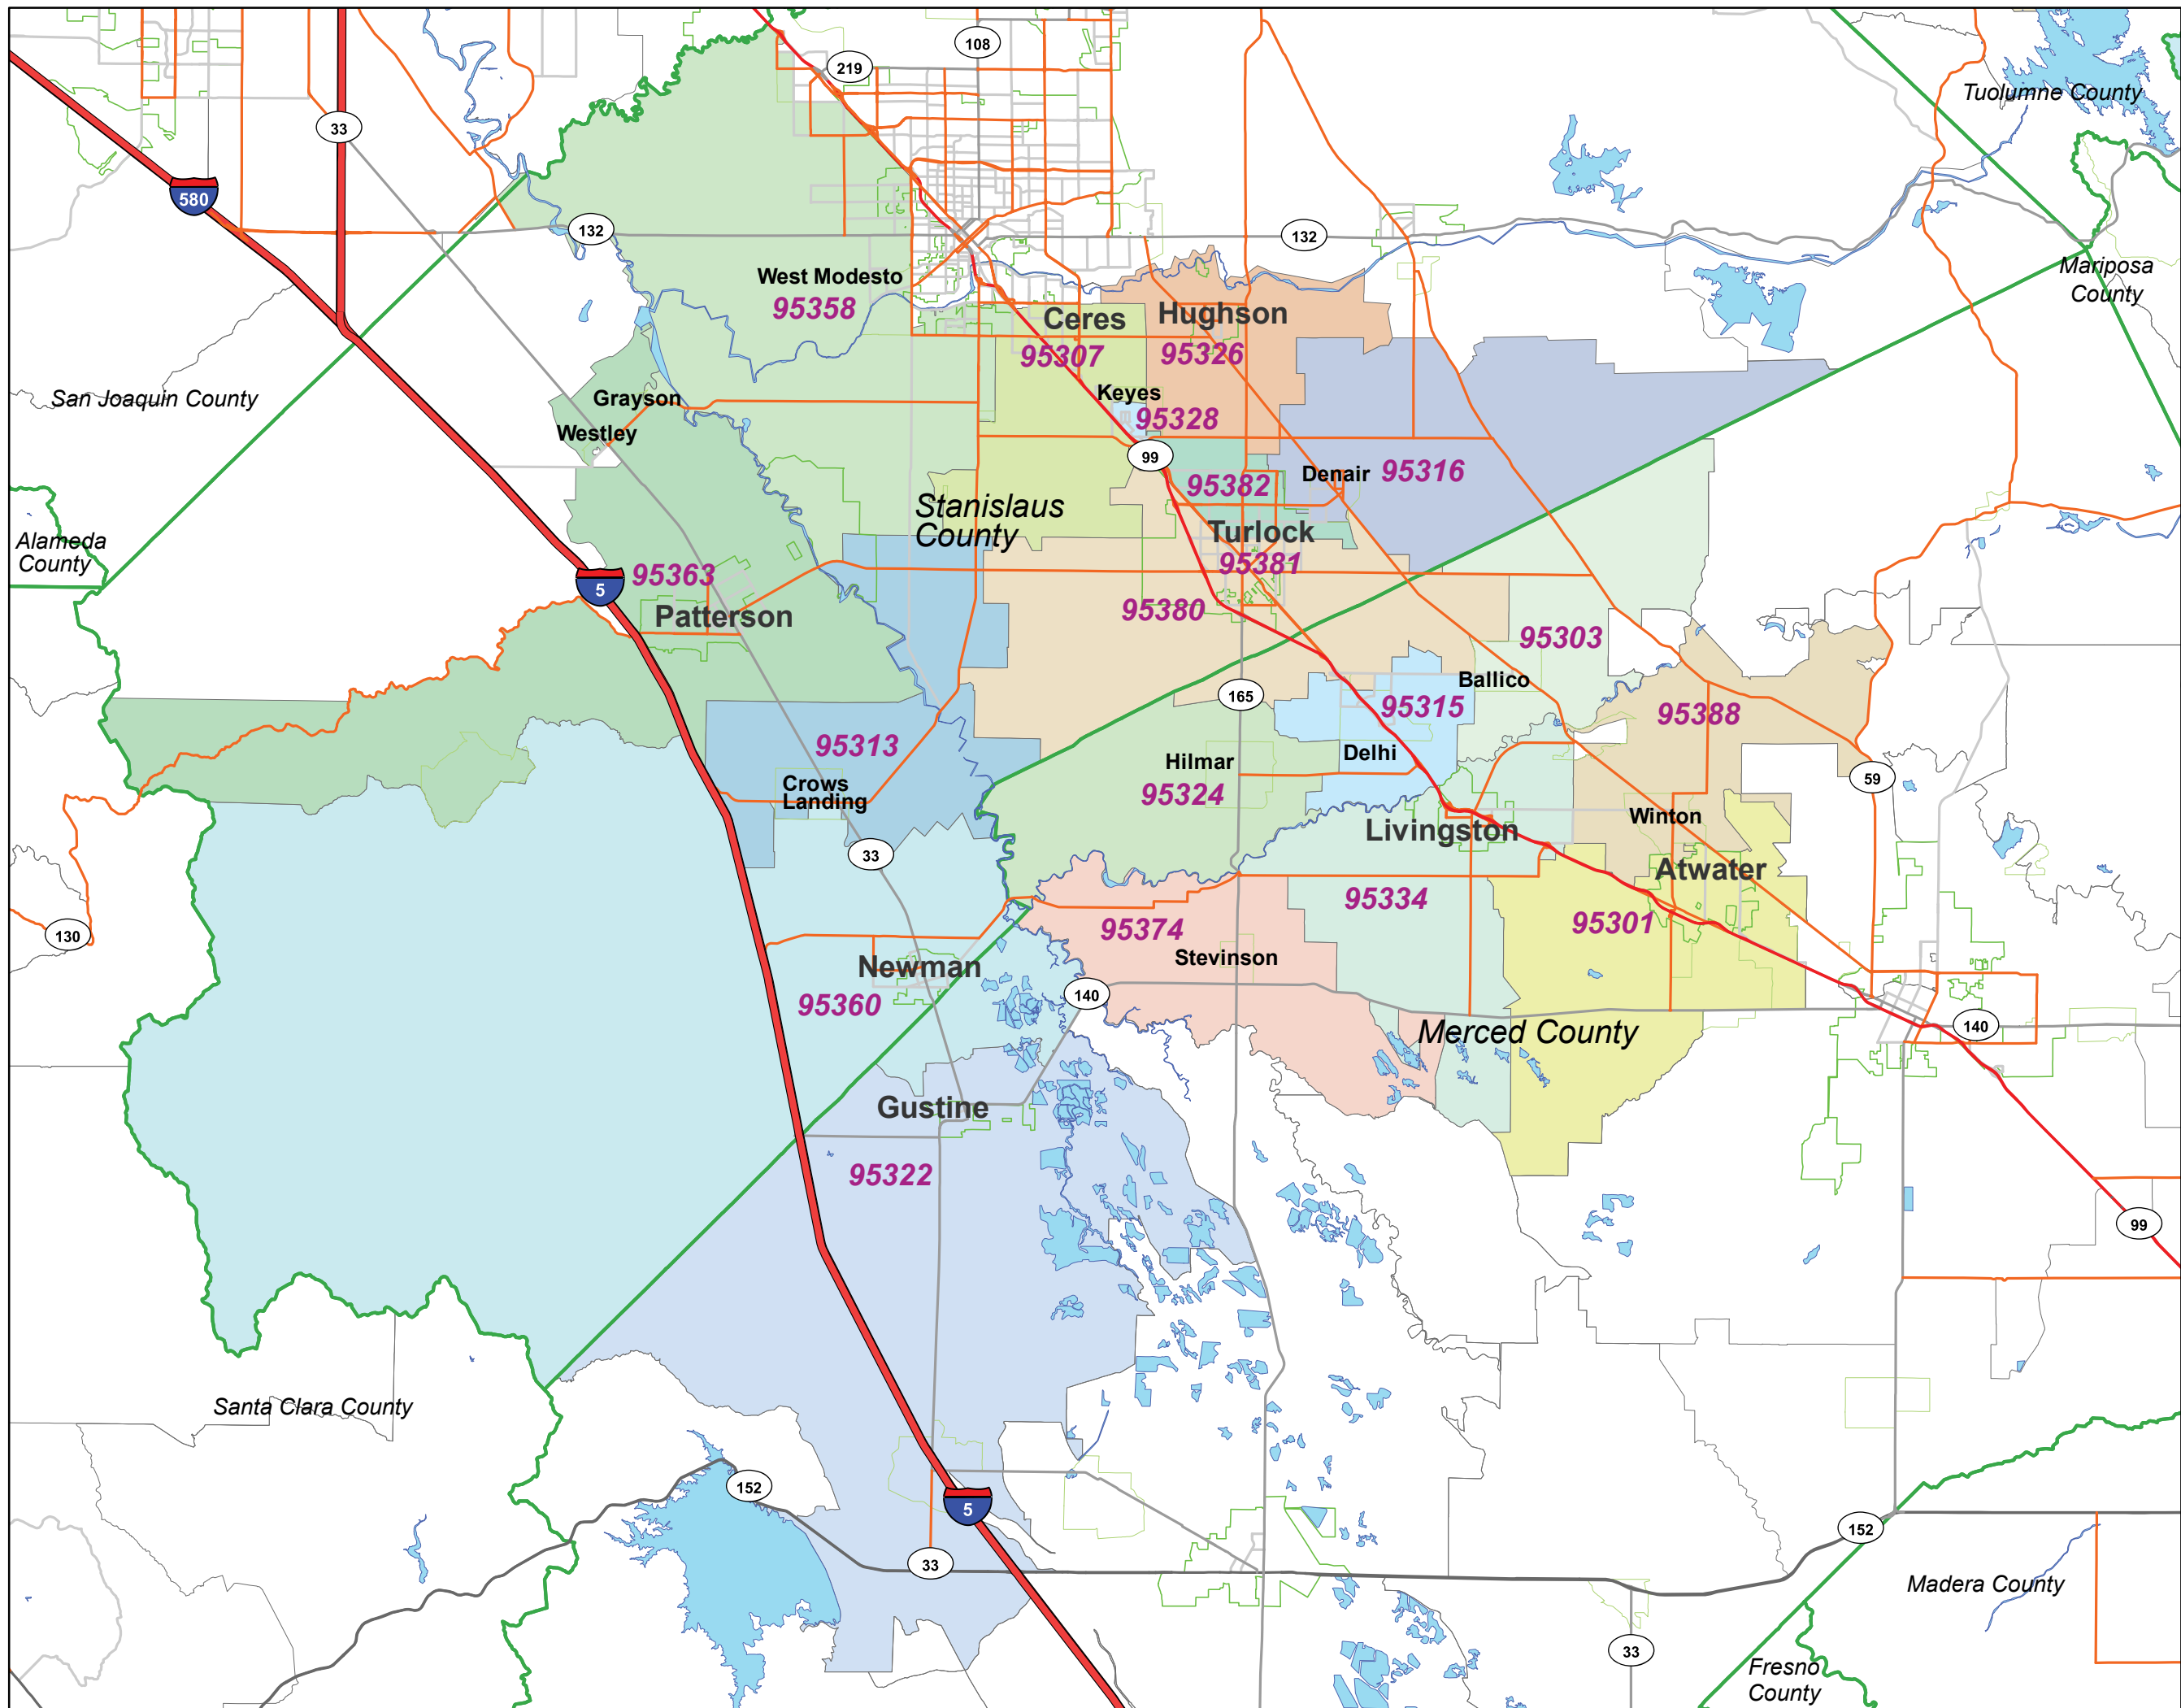 108
219
Tuolumne County
33
580
132
132
Mariposa
County
West Modesto
95358
Ceres
Hughson
95307
95326
San Joaquin County
Grayson
Keyes
95328
Westley
99
Denair
95316
95382
Stanislaus
County
Turlock
95381
Alameda
County
95363
5
Patterson
95380
95303
Ballico
165
95315
95388
95313
Hilmar
Delhi
59
Crows
Landing
95324
Winton
Livingston
33
Atwater
95334
95301
95374
130
Stevinson
Newman
95360
140
Merced County
140
Gustine
95322
99
Santa Clara County
152
5
152
33
Madera County
33
Fresno
County